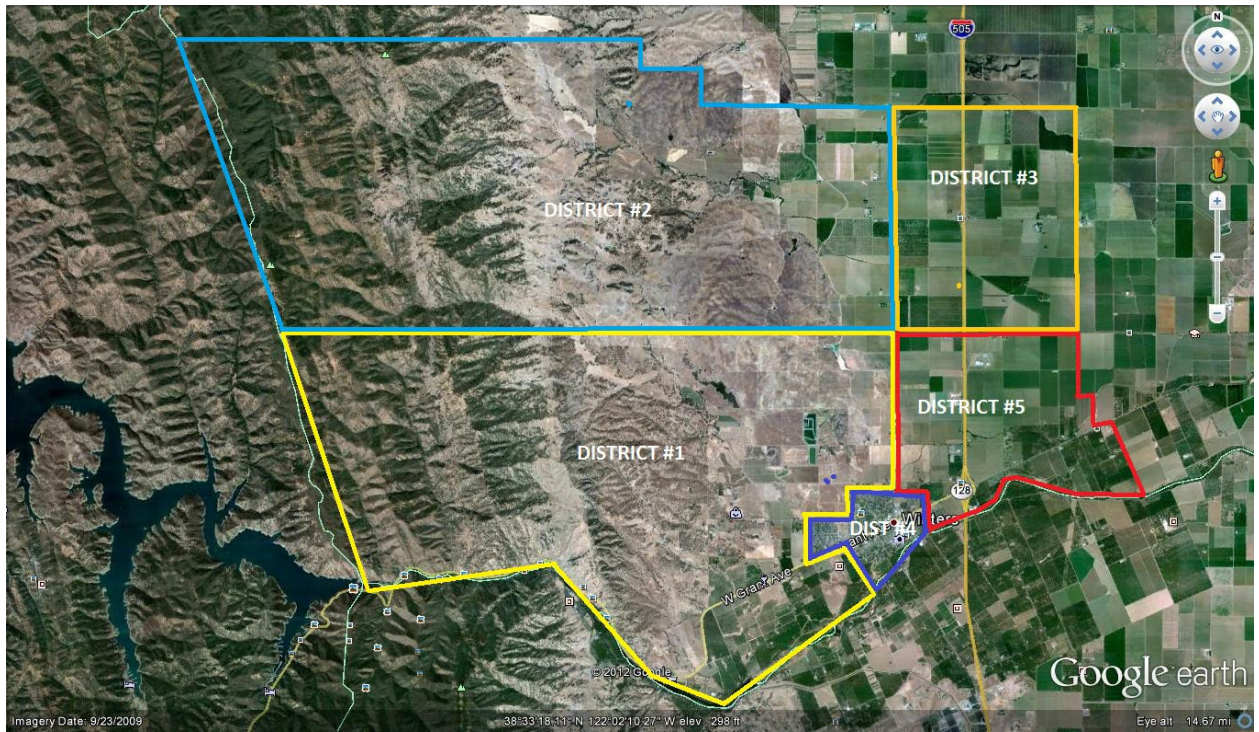 505
N
DISTRICT #3
DISTRICT #2
DISTRICT #5
DISTRICT #1
128
DIST #4
W Grant Ave
© 2012 Google
Google earth
Imagery Date: 9/23/2009
38°33'18.11" N 122°02'10.27" W elev 298 ft
Eye alt 14.67 mi